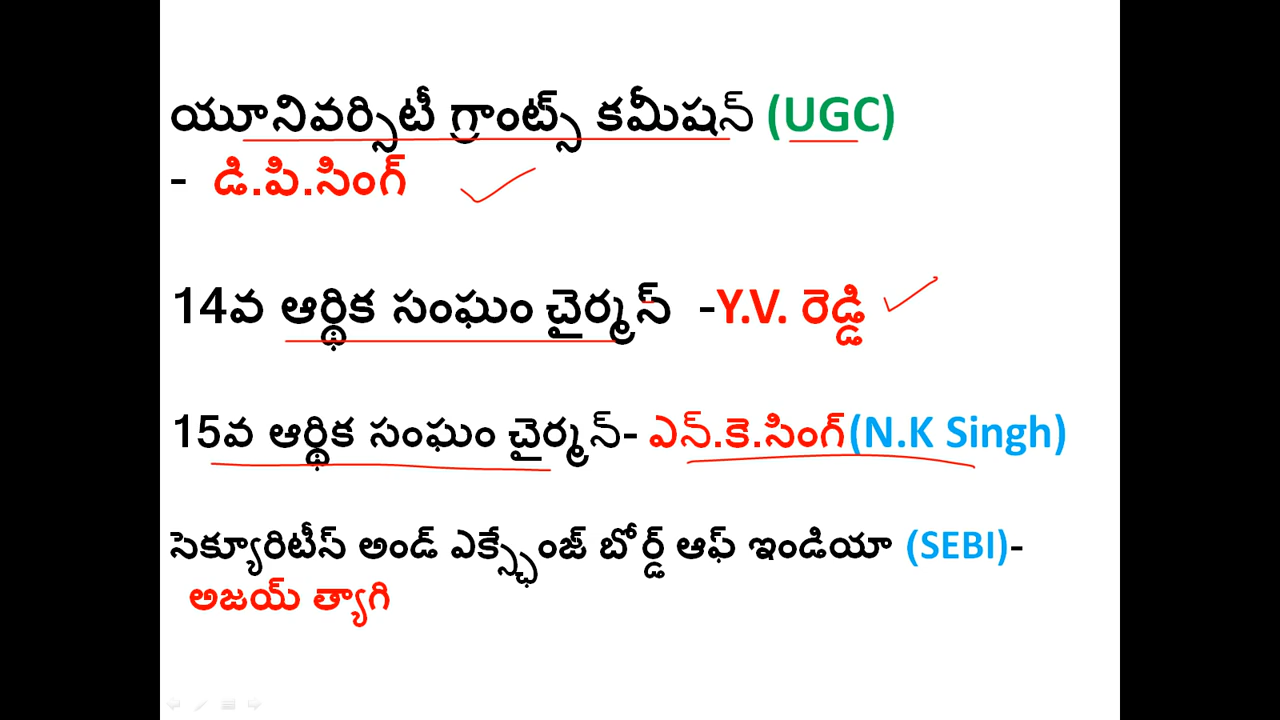 యూనివర్సిటీ గ్రాంట్స్ కమీషన్ (UGC)
- డి.పి.సింగ్
14వ ఆర్థిక సంఘం చైర్మన్ -Y.V. రెడ్డి
15వ ఆర్థిక సంఘం చైర్మన్- ఎన్.కె.సింగ్(N.K Singh)
సెక్యూరిటీస్ అండ్ ఎక్స్ఛేంజ్ బోర్డ్ ఆఫ్ ఇండియా (SEBI)-
అజయ్ త్యాగి